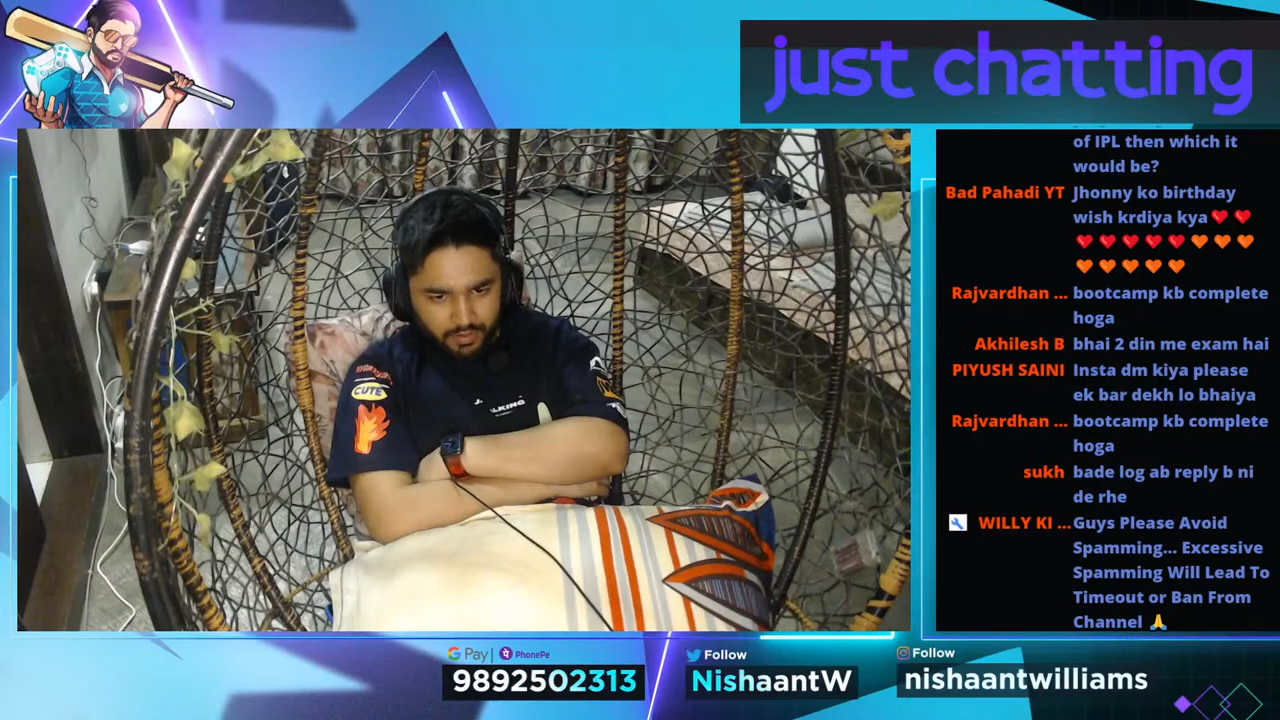 just chatting
of IPL then which it
would be?
Bad Pahadi YT Jhonny ko birthday
wish krdiya kya❤️❤️
❤️❤️❤️❤️❤️🧡🧡🧡
🧡🧡🧡🧡🧡
Rajvardhan ... bootcamp kb complete
hoga
Akhilesh B bhai 2 din me exam hai
PIYUSH SAINI Insta dm kiya please
ek bar dekh lo bhaiya
Rajvardhan ... bootcamp kb complete
hoga
sukh bade log ab reply b ni
de rhe
WILLY KI ... Guys Please Avoid
Spamming... Excessive
Spamming Will Lead To
Timeout or Ban From
Channel 🙏
CUTE
LKING
G Pay | PhonePe
9892502313
Follow
NishaantW
Follow
nishaantwilliams